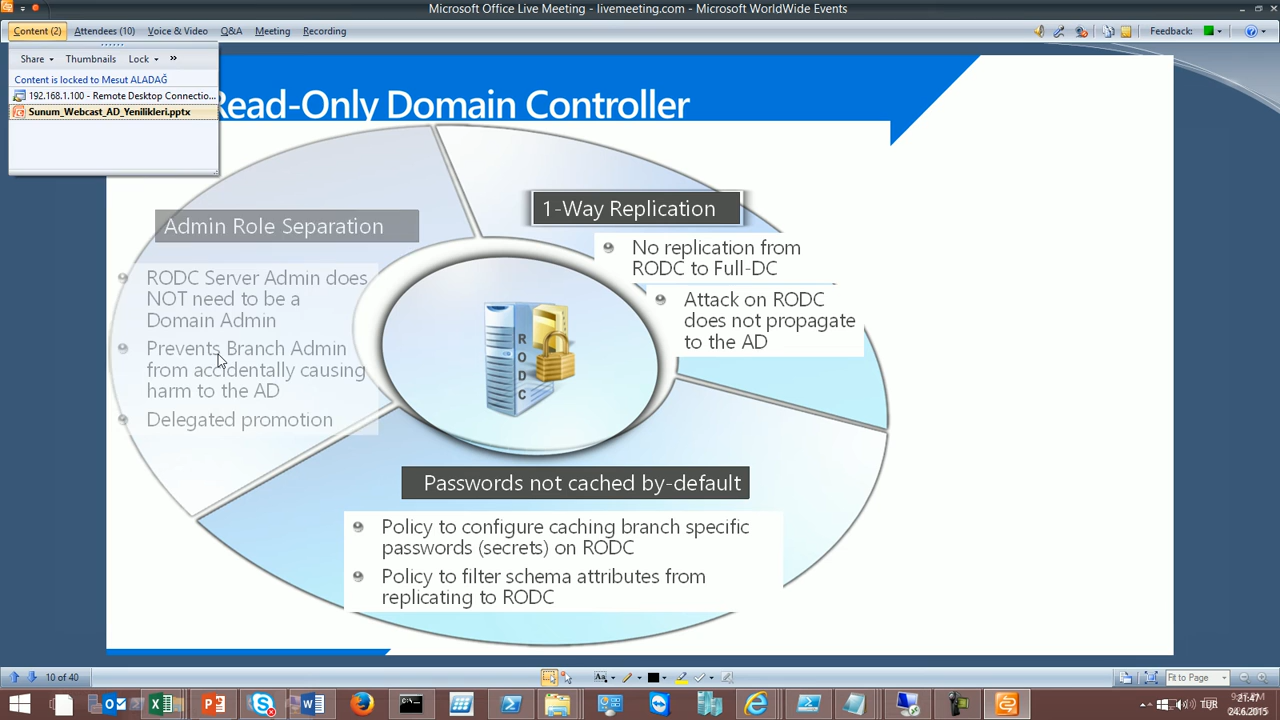 Microsoft Office Live Meeting - livemeeting.com - Microsoft WorldWide Events
Content (2)
Attendees (10)
Voice & Video
Q&A
Meeting
Recording
Feedback:
Share
Thumbnails
Lock
»
Content is locked to Mesut ALADAĞ
192.168.1.100 - Remote Desktop Connectio...
Sunum_Webcast_AD_Yenilikleri.pptx
Read-Only Domain Controller
Admin Role Separation
RODC Server Admin does
NOT need to be a
Domain Admin
Prevents Branch Admin
from accidentally causing
harm to the AD
Delegated promotion
1-Way Replication
No replication from
RODC to Full-DC
Attack on RODC
does not propagate
to the AD
R
O
D
C
Passwords not cached by-default
Policy to configure caching branch specific
passwords (secrets) on RODC
Policy to filter schema attributes from
replicating to RODC
10 of 40
Aa
Fit to Page
TUR
24.6.2015